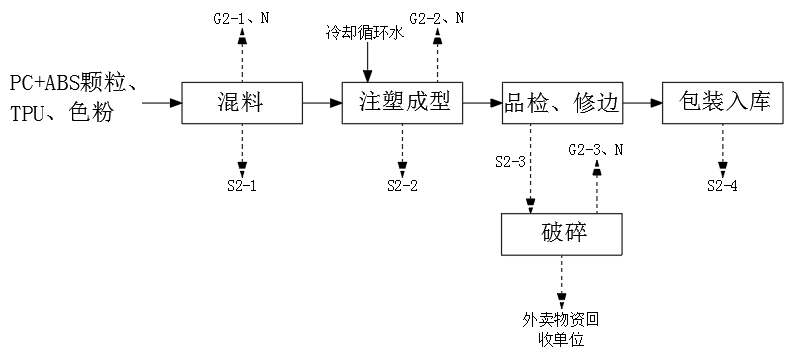 G2-1、N
冷却循环水
G2-2、N
PC+ABS颗粒、
TPU、色粉
混料
注塑成型
品检、修边
包装入库
S2-1
S2-2
S2-3
G2-3、N
S2-4
破碎
外卖物资回
收单位